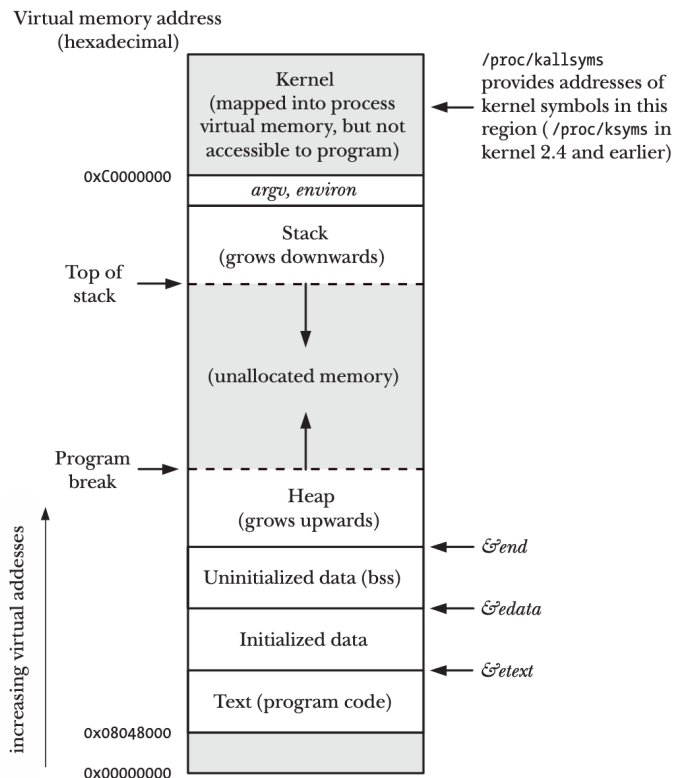 Virtual memory address
(hexadecimal)
/proc/kallsyms
provides addresses of
kernel symbols in this
region (/proc/ksyms in
kernel 2.4 and earlier)
Kernel
(mapped into process
virtual memory, but not
accessible to program)
0xC0000000
argv, environ
Stack
(grows downwards)
Top of
stack
(unallocated memory)
Program
break
Heap
(grows upwards)
&end
Uninitialized data (bss)
&edata
Initialized data
&etext
Text (program code)
0x08048000
0x00000000
increasing virtual addesses